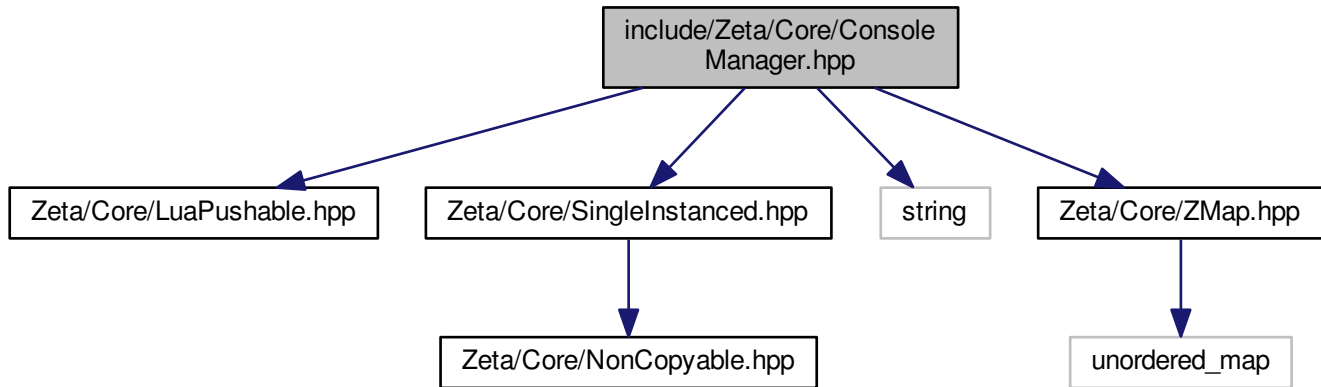 include/Zeta/Core/Console
Manager.hpp
Zeta/Core/LuaPushable.hpp
Zeta/Core/SingleInstanced.hpp
string
Zeta/Core/ZMap.hpp
Zeta/Core/NonCopyable.hpp
unordered_map